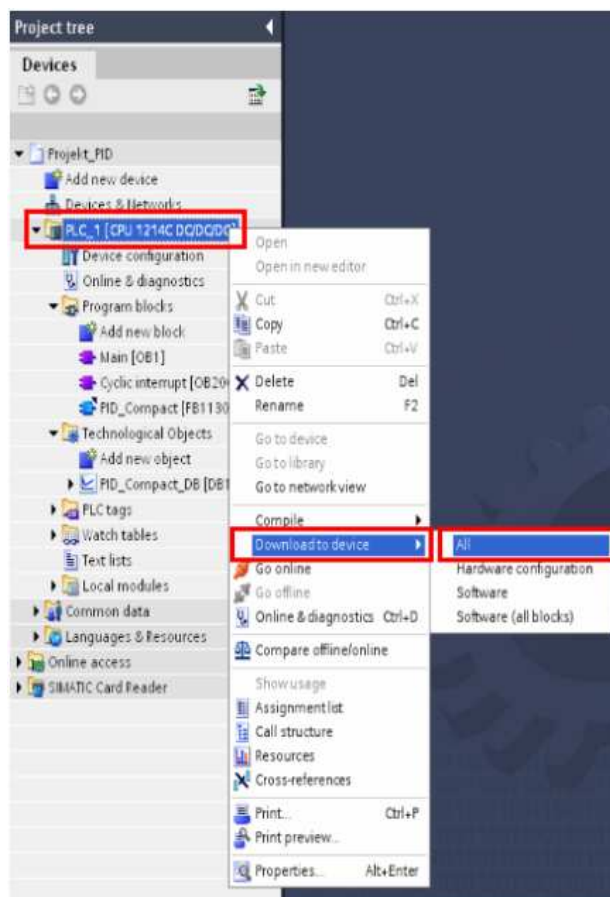 Project tree
Devices
Projekt_PID
Add new device
Devices & Networks
PLC_1 [CPU 1214C DC/DC/DC]
Device configuration
Online & diagnostics
Program blocks
Add new block
Main [OB1]
Cyclic interrupt [OB20
PID_Compact [FB1130
Technological Objects
Add new object
PID_Compact_DB [DB1
PLC tags
Watch tables
Text lists
Local modules
Common data
Languages & Resources
Online access
SIMATIC Card Reader
Open
Open in new editor
Cut Ctrl+X
Copy Ctrl+C
Paste Ctrl+V
Delete Del
Rename F2
Go to device
Go to library
Go to network view
Compile
Download to device
Go online
Go offline
Online & diagnostics Ctrl+D
Compare offline/online
Show usage
Assignment list
Call structure
Resources
Cross-references
Print... Ctrl+P
Print preview...
Properties... Alt+Enter
All
Hardware configuration
Software
Software (all blocks)